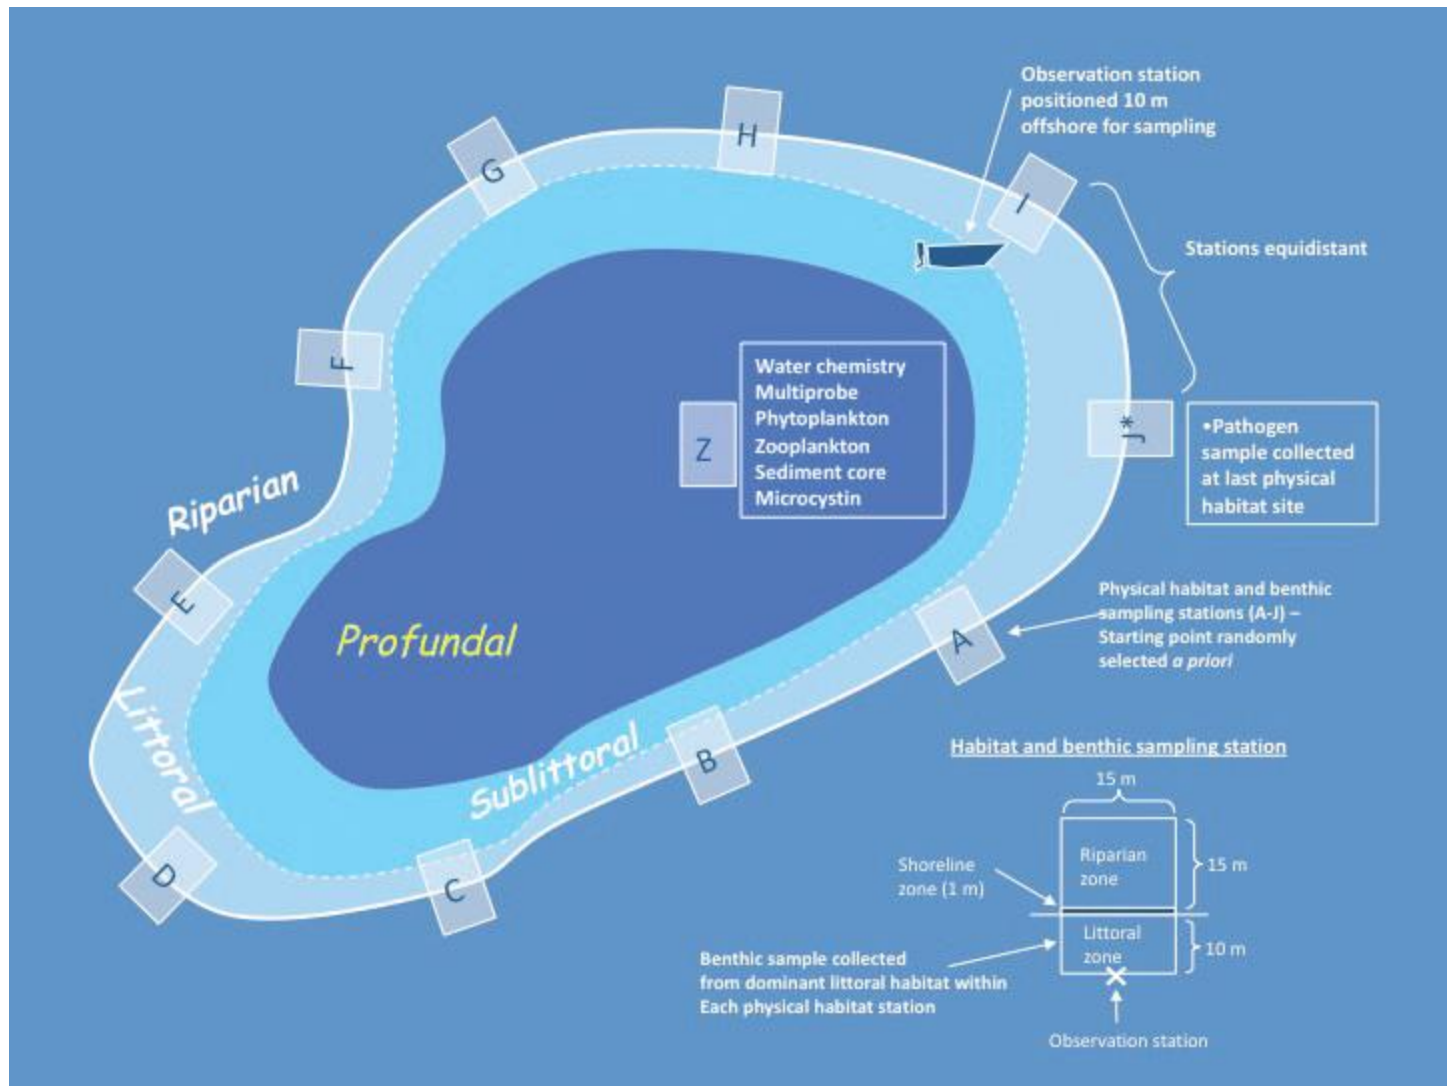 Observation station
positioned 10 m
offshore for sampling
H
G
I
Stations equidistant
F
Water chemistry
Multiprobe
Phytoplankton
Zooplankton
Sediment core
Microcystin
Z
J*
•Pathogen
sample collected
at last physical
habitat site
Riparian
E
Profundal
A
Physical habitat and benthic
sampling stations (A-J) –
Starting point randomly
selected a priori
Littoral
Sublittoral
B
D
C
Habitat and benthic sampling station
15 m
Riparian
zone
15 m
Shoreline
zone (1 m)
Littoral
zone
10 m
Benthic sample collected
from dominant littoral habitat within
Each physical habitat station
Observation station